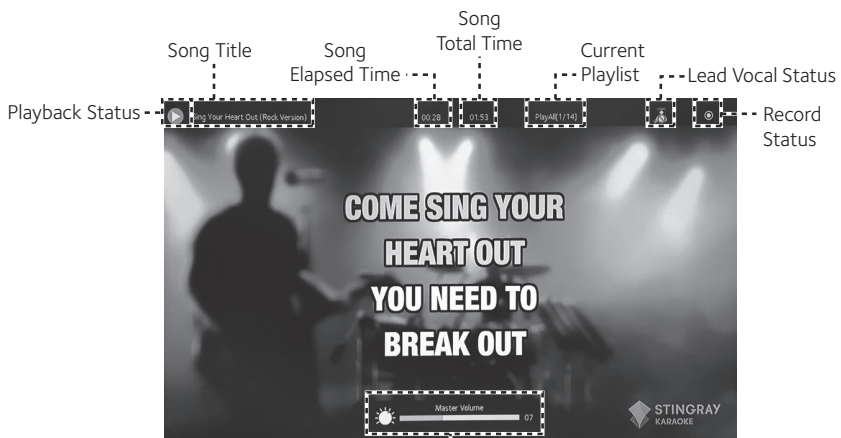 Song
Total Time
Song Title
Song
Elapsed Time
Current
Playlist
Lead Vocal Status
Playback Status
Record
Status
Sing Your Heart Out (Rock Version)
00:28
01:53
PlayAll[1/14]
COME SING YOUR
HEART OUT
YOU NEED TO
BREAK OUT
Master Volume
07
STINGRAY
KARAOKE